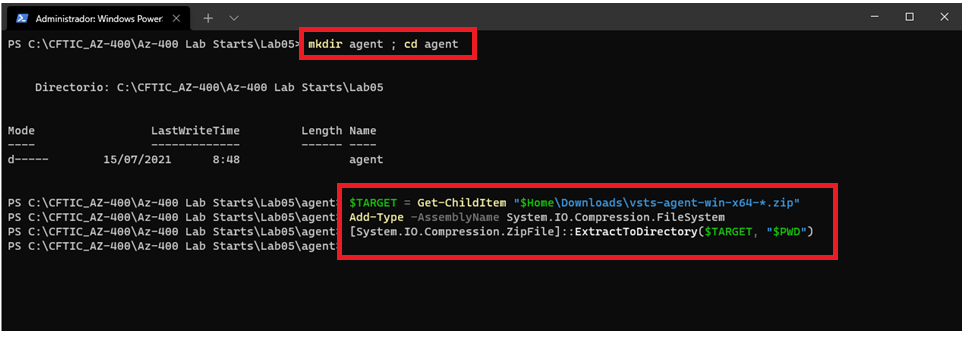 Administrador: Windows Power
PS C:\CFTIC_AZ-400\Az-400 Lab Starts\Lab05> mkdir agent ; cd agent
Directorio: C:\CFTIC_AZ-400\Az-400 Lab Starts\Lab05
Mode LastWriteTime Length Name
---- ------------- ------ ----
d----- 15/07/2021 8:48 agent
PS C:\CFTIC_AZ-400\Az-400 Lab Starts\Lab05\agent> $TARGET = Get-ChildItem "$Home\Downloads\vsts-agent-win-x64-*.zip"
PS C:\CFTIC_AZ-400\Az-400 Lab Starts\Lab05\agent> Add-Type -AssemblyName System.IO.Compression.FileSystem
PS C:\CFTIC_AZ-400\Az-400 Lab Starts\Lab05\agent> [System.IO.Compression.ZipFile]::ExtractToDirectory($TARGET, "$PWD")
PS C:\CFTIC_AZ-400\Az-400 Lab Starts\Lab05\agent>